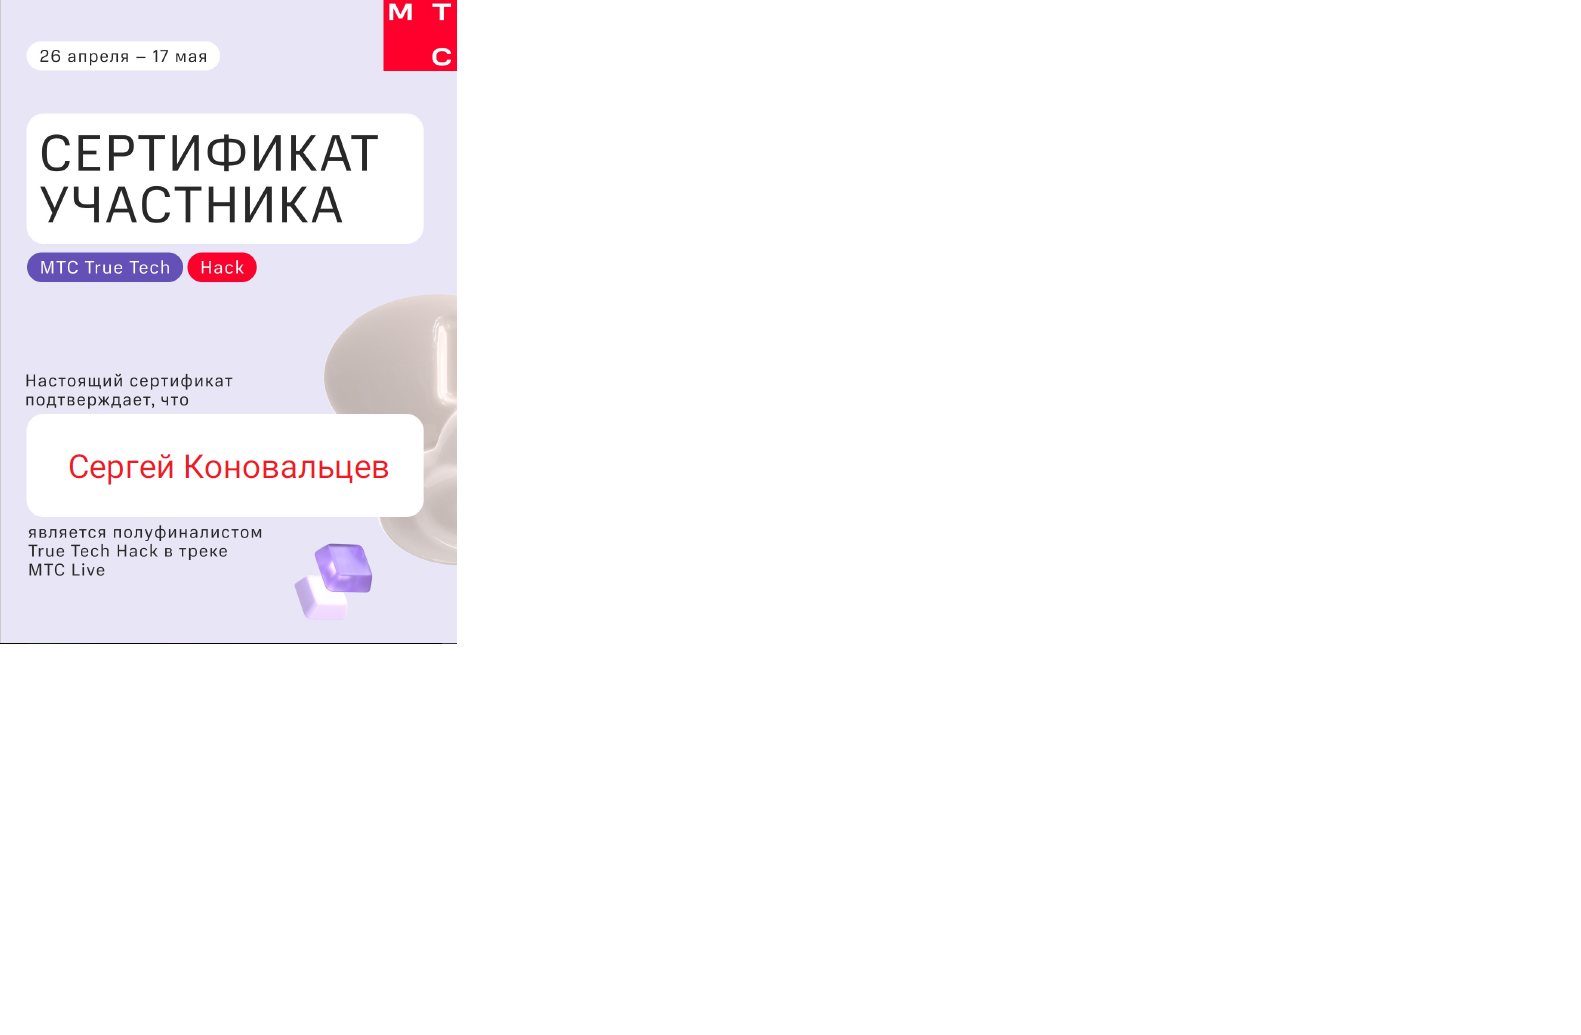 М Т
С
26 апреля – 17 мая
СЕРТИФИКАТ
УЧАСТНИКА
МТС True Tech Hack
Настоящий сертификат
подтверждает, что
Сергей Коновальцев
является полуфиналистом
True Tech Hack в треке
МТС Live